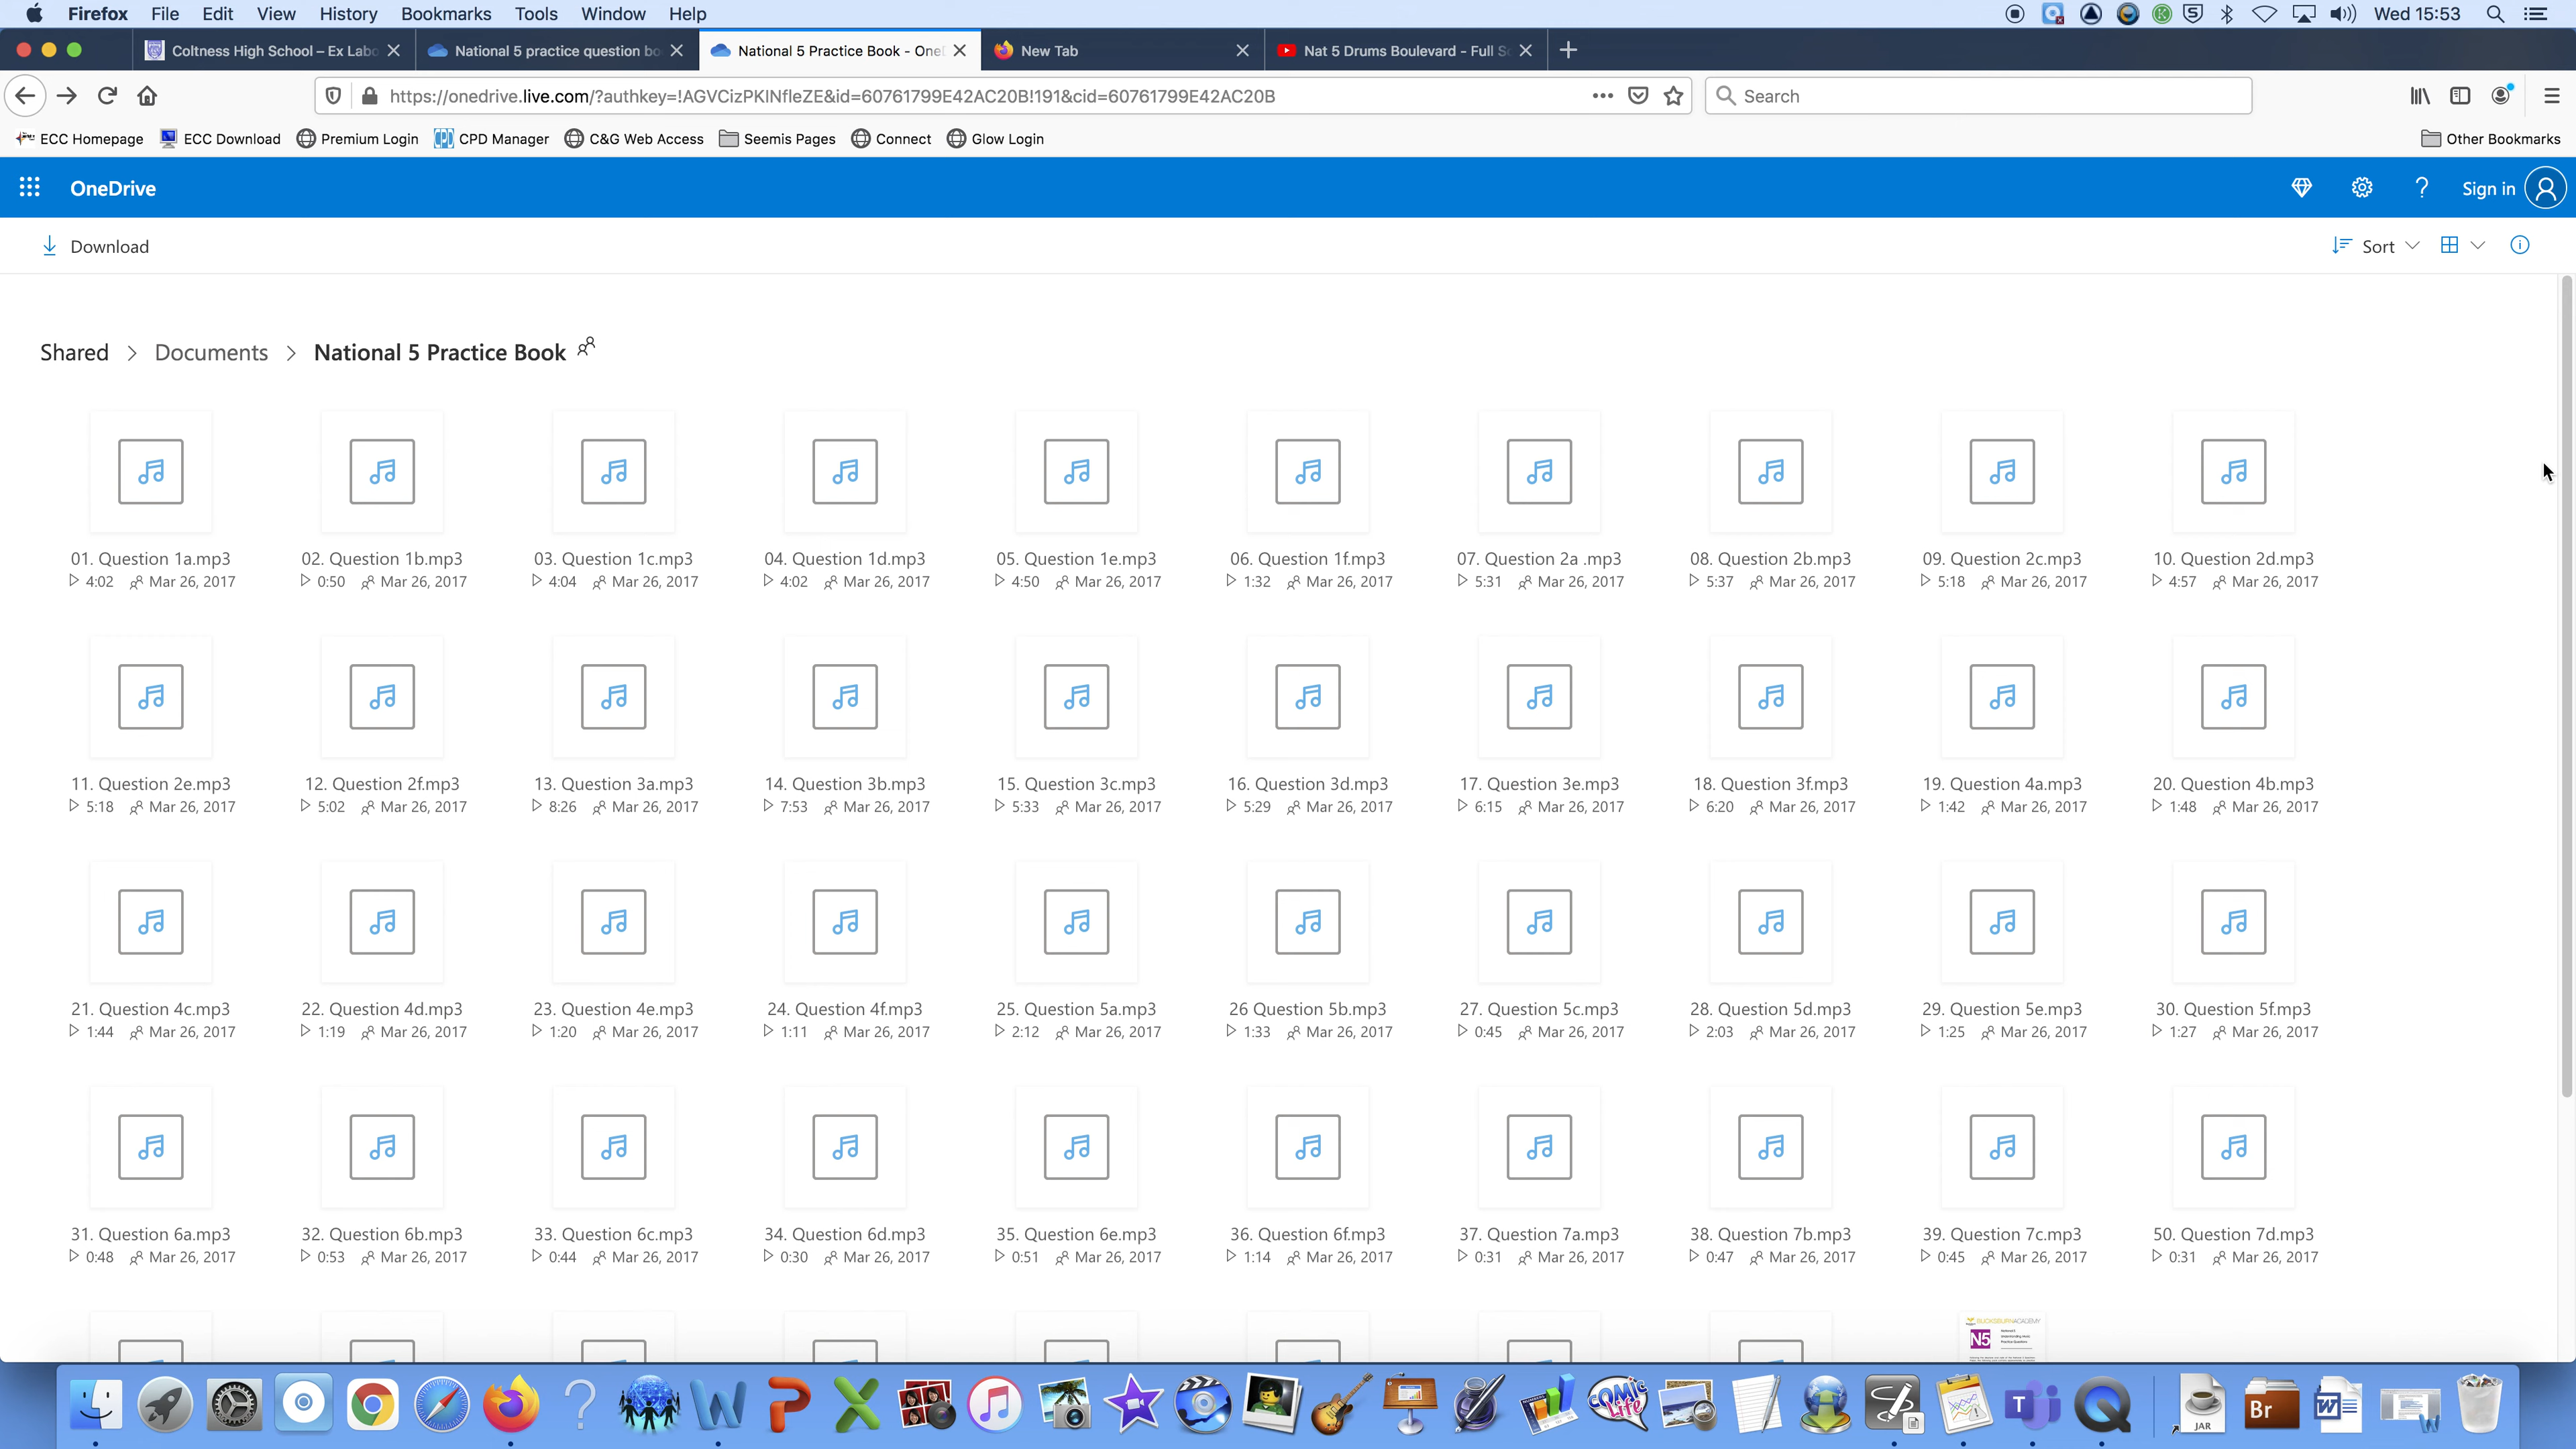 Firefox File Edit View History Bookmarks Tools Window Help Wed 15:53
Coltness High School – Ex Labo National 5 practice question bo National 5 Practice Book - One New Tab Nat 5 Drums Boulevard - Full S
https://onedrive.live.com/?authkey=!AGVCizPKlNfleZE&id=60761799E42AC20B!191&cid=60761799E42AC20B Search
ECC Homepage ECC Download Premium Login CPD Manager C&G Web Access Seemis Pages Connect Glow Login Other Bookmarks
OneDrive Sign in
Download Sort
Shared > Documents > National 5 Practice Book
01. Question 1a.mp3 02. Question 1b.mp3 03. Question 1c.mp3 04. Question 1d.mp3 05. Question 1e.mp3 06. Question 1f.mp3 07. Question 2a .mp3 08. Question 2b.mp3 09. Question 2c.mp3 10. Question 2d.mp3
4:02 Mar 26, 2017 0:50 Mar 26, 2017 4:04 Mar 26, 2017 4:02 Mar 26, 2017 4:50 Mar 26, 2017 1:32 Mar 26, 2017 5:31 Mar 26, 2017 5:37 Mar 26, 2017 5:18 Mar 26, 2017 4:57 Mar 26, 2017
11. Question 2e.mp3 12. Question 2f.mp3 13. Question 3a.mp3 14. Question 3b.mp3 15. Question 3c.mp3 16. Question 3d.mp3 17. Question 3e.mp3 18. Question 3f.mp3 19. Question 4a.mp3 20. Question 4b.mp3
5:18 Mar 26, 2017 5:02 Mar 26, 2017 8:26 Mar 26, 2017 7:53 Mar 26, 2017 5:33 Mar 26, 2017 5:29 Mar 26, 2017 6:15 Mar 26, 2017 6:20 Mar 26, 2017 1:42 Mar 26, 2017 1:48 Mar 26, 2017
21. Question 4c.mp3 22. Question 4d.mp3 23. Question 4e.mp3 24. Question 4f.mp3 25. Question 5a.mp3 26 Question 5b.mp3 27. Question 5c.mp3 28. Question 5d.mp3 29. Question 5e.mp3 30. Question 5f.mp3
1:44 Mar 26, 2017 1:19 Mar 26, 2017 1:20 Mar 26, 2017 1:11 Mar 26, 2017 2:12 Mar 26, 2017 1:33 Mar 26, 2017 0:45 Mar 26, 2017 2:03 Mar 26, 2017 1:25 Mar 26, 2017 1:27 Mar 26, 2017
31. Question 6a.mp3 32. Question 6b.mp3 33. Question 6c.mp3 34. Question 6d.mp3 35. Question 6e.mp3 36. Question 6f.mp3 37. Question 7a.mp3 38. Question 7b.mp3 39. Question 7c.mp3 50. Question 7d.mp3
0:48 Mar 26, 2017 0:53 Mar 26, 2017 0:44 Mar 26, 2017 0:30 Mar 26, 2017 0:51 Mar 26, 2017 1:14 Mar 26, 2017 0:31 Mar 26, 2017 0:47 Mar 26, 2017 0:45 Mar 26, 2017 0:31 Mar 26, 2017
BUCKSBURNACADEMY
N5
COMIC Life
JAR Br